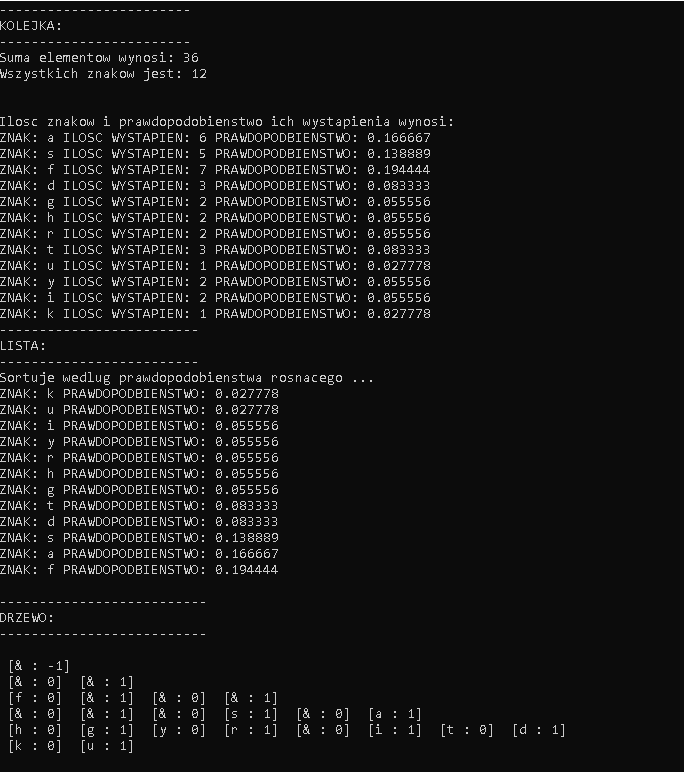 ------------------------
KOLEJKA:
------------------------
Suma elementow wynosi: 36
Wszystkich znakow jest: 12
Ilosc znakow i prawdopodobienstwo ich wystapienia wynosi:
ZNAK: a ILOSC WYSTAPIEN: 6 PRAWDOPODBIENSTWO: 0.166667
ZNAK: s ILOSC WYSTAPIEN: 5 PRAWDOPODBIENSTWO: 0.138889
ZNAK: f ILOSC WYSTAPIEN: 7 PRAWDOPODBIENSTWO: 0.194444
ZNAK: d ILOSC WYSTAPIEN: 3 PRAWDOPODBIENSTWO: 0.083333
ZNAK: g ILOSC WYSTAPIEN: 2 PRAWDOPODBIENSTWO: 0.055556
ZNAK: h ILOSC WYSTAPIEN: 2 PRAWDOPODBIENSTWO: 0.055556
ZNAK: r ILOSC WYSTAPIEN: 2 PRAWDOPODBIENSTWO: 0.055556
ZNAK: t ILOSC WYSTAPIEN: 3 PRAWDOPODBIENSTWO: 0.083333
ZNAK: u ILOSC WYSTAPIEN: 1 PRAWDOPODBIENSTWO: 0.027778
ZNAK: y ILOSC WYSTAPIEN: 2 PRAWDOPODBIENSTWO: 0.055556
ZNAK: i ILOSC WYSTAPIEN: 2 PRAWDOPODBIENSTWO: 0.055556
ZNAK: k ILOSC WYSTAPIEN: 1 PRAWDOPODBIENSTWO: 0.027778
-------------------------
LISTA:
-------------------------
Sortuje wedlug prawdopodobienstwa rosnacego ...
ZNAK: k PRAWDOPODBIENSTWO: 0.027778
ZNAK: u PRAWDOPODBIENSTWO: 0.027778
ZNAK: i PRAWDOPODBIENSTWO: 0.055556
ZNAK: y PRAWDOPODBIENSTWO: 0.055556
ZNAK: r PRAWDOPODBIENSTWO: 0.055556
ZNAK: h PRAWDOPODBIENSTWO: 0.055556
ZNAK: g PRAWDOPODBIENSTWO: 0.055556
ZNAK: t PRAWDOPODBIENSTWO: 0.083333
ZNAK: d PRAWDOPODBIENSTWO: 0.083333
ZNAK: s PRAWDOPODBIENSTWO: 0.138889
ZNAK: a PRAWDOPODBIENSTWO: 0.166667
ZNAK: f PRAWDOPODBIENSTWO: 0.194444
--------------------------
DRZEWO:
--------------------------
[& : -1]
[& : 0] [& : 1]
[f : 0] [& : 1] [& : 0] [& : 1]
[& : 0] [& : 1] [& : 0] [s : 1] [& : 0] [a : 1]
[h : 0] [g : 1] [y : 0] [r : 1] [& : 0] [i : 1] [t : 0] [d : 1]
[k : 0] [u : 1]